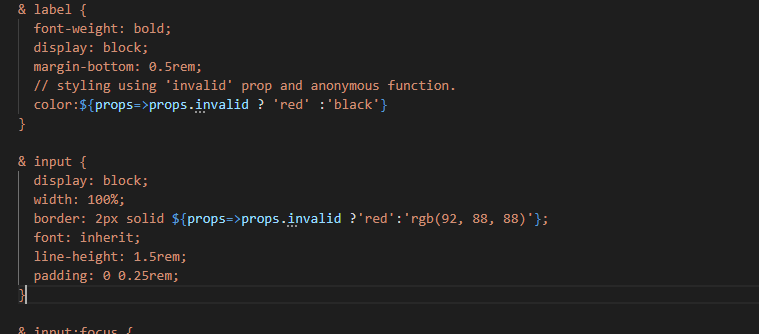 & label {
font-weight: bold;
display: block;
margin-bottom: 0.5rem;
// styling using 'invalid' prop and anonymous function.
color:${props=>props.invalid ? 'red' :'black'}
}
& input {
display: block;
width: 100%;
border: 2px solid ${props=>props.invalid ?'red':'rgb(92, 88, 88)'};
font: inherit;
line-height: 1.5rem;
padding: 0 0.25rem;
}
& input:focus {